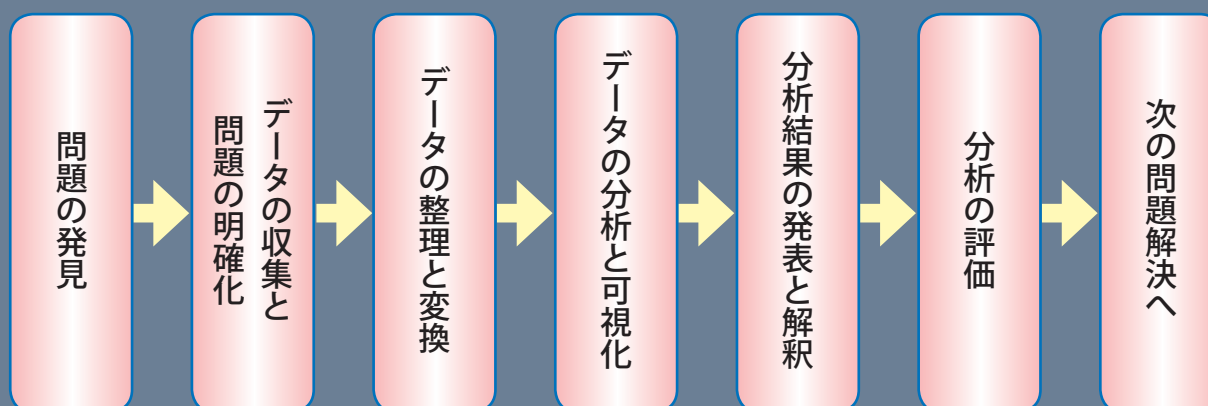 問題の発見
データの収集と
問題の明確化
データの整理と変換
データの分析と可視化
分析結果の発表と解釈
分析の評価
次の問題解決へ